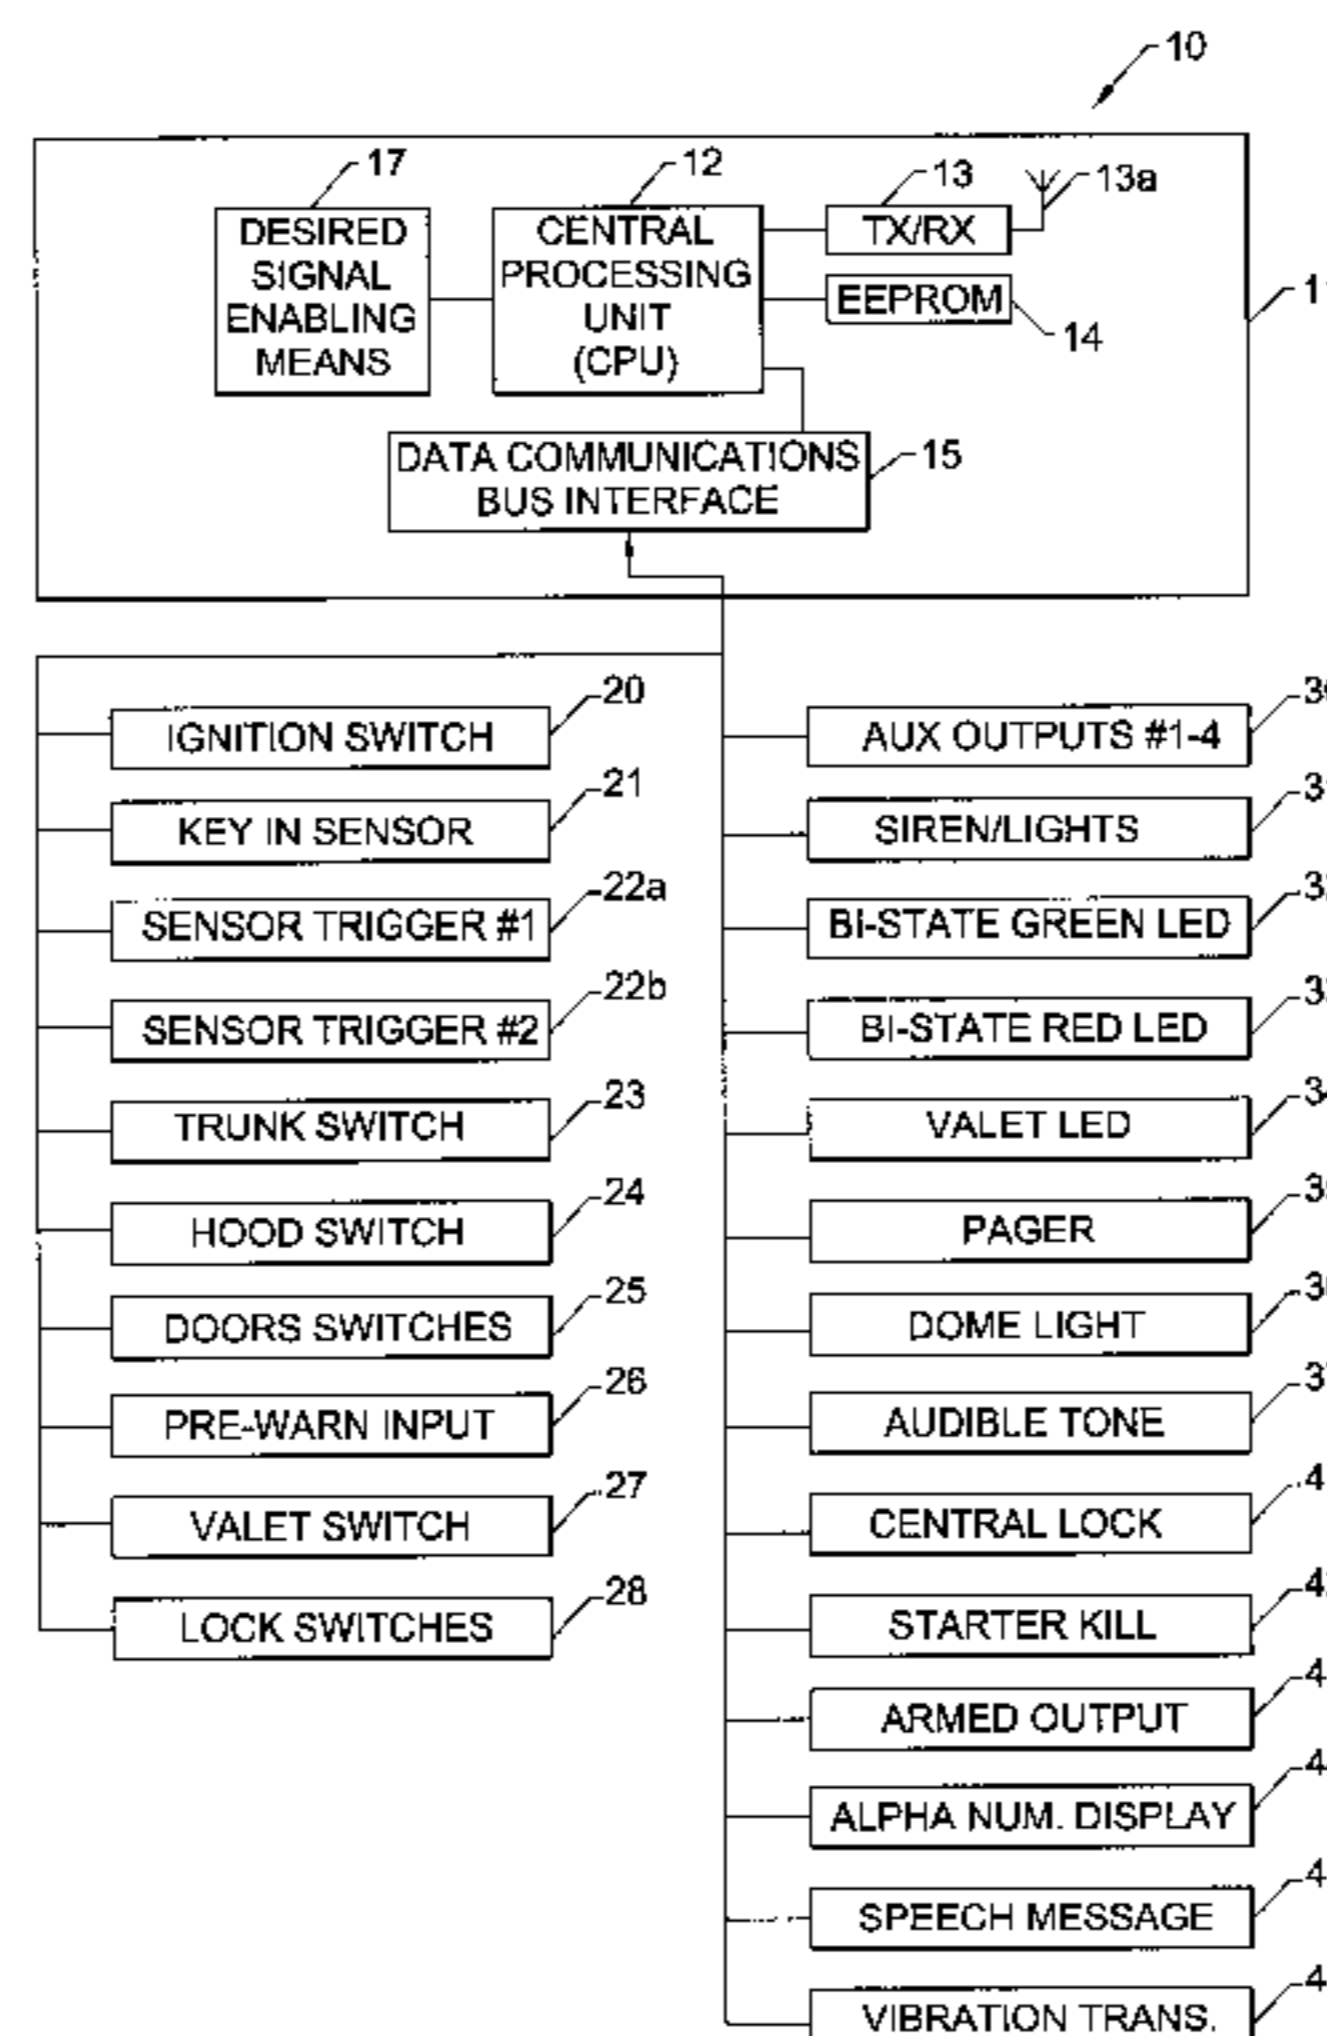 10
17
12
13
13a
DESIRED
SIGNAL
ENABLING
MEANS
CENTRAL
PROCESSING
UNIT
(CPU)
TX/RX
EEPROM
14
DATA COMMUNICATIONS
BUS INTERFACE
15
IGNITION SWITCH
20
KEY IN SENSOR
21
SENSOR TRIGGER #1
22a
SENSOR TRIGGER #2
22b
TRUNK SWITCH
23
HOOD SWITCH
24
DOORS SWITCHES
25
PRE-WARN INPUT
26
VALET SWITCH
27
LOCK SWITCHES
28
AUX OUTPUTS #1-4
SIREN/LIGHTS
BI-STATE GREEN LED
BI-STATE RED LED
VALET LED
PAGER
DOME LIGHT
AUDIBLE TONE
CENTRAL LOCK
STARTER KILL
ARMED OUTPUT
ALPHA NUM. DISPLAY
SPEECH MESSAGE
VIBRATION TRANS.